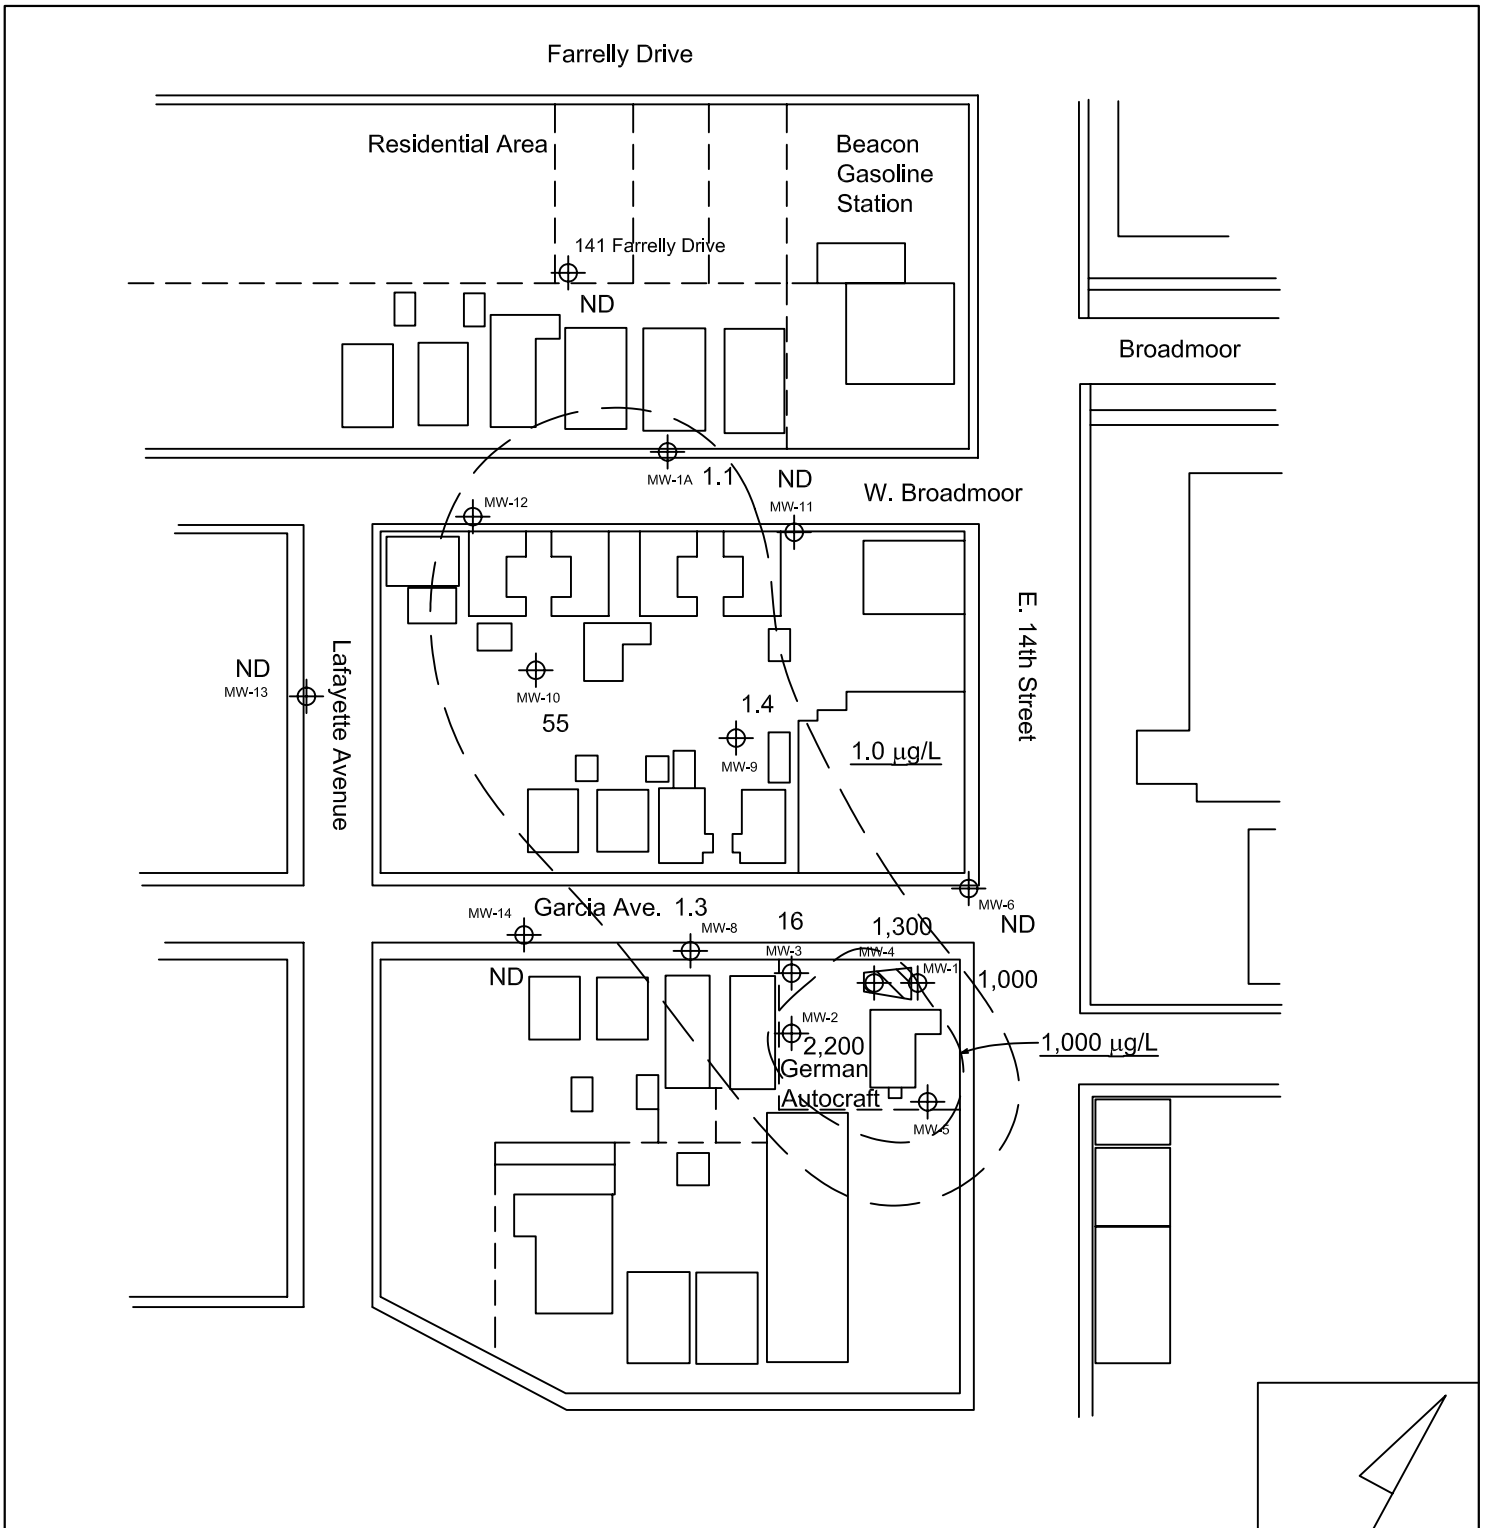 Farrelly Drive
Residential Area
Beacon
Gasoline
Station
141 Farrelly Drive
ND
Broadmoor
MW-1A
1.1
ND
W. Broadmoor
MW-12
MW-11
E. 14th Street
Lafayette Avenue
ND
MW-13
MW-10
55
1.4
MW-9
1.0 µg/L
MW-14
Garcia Ave.
1.3
MW-8
16
MW-3
1,300
MW-4
MW-6
ND
ND
MW-1
1,000
MW-2
2,200
German
Autocraft
1,000 µg/L
MW-5